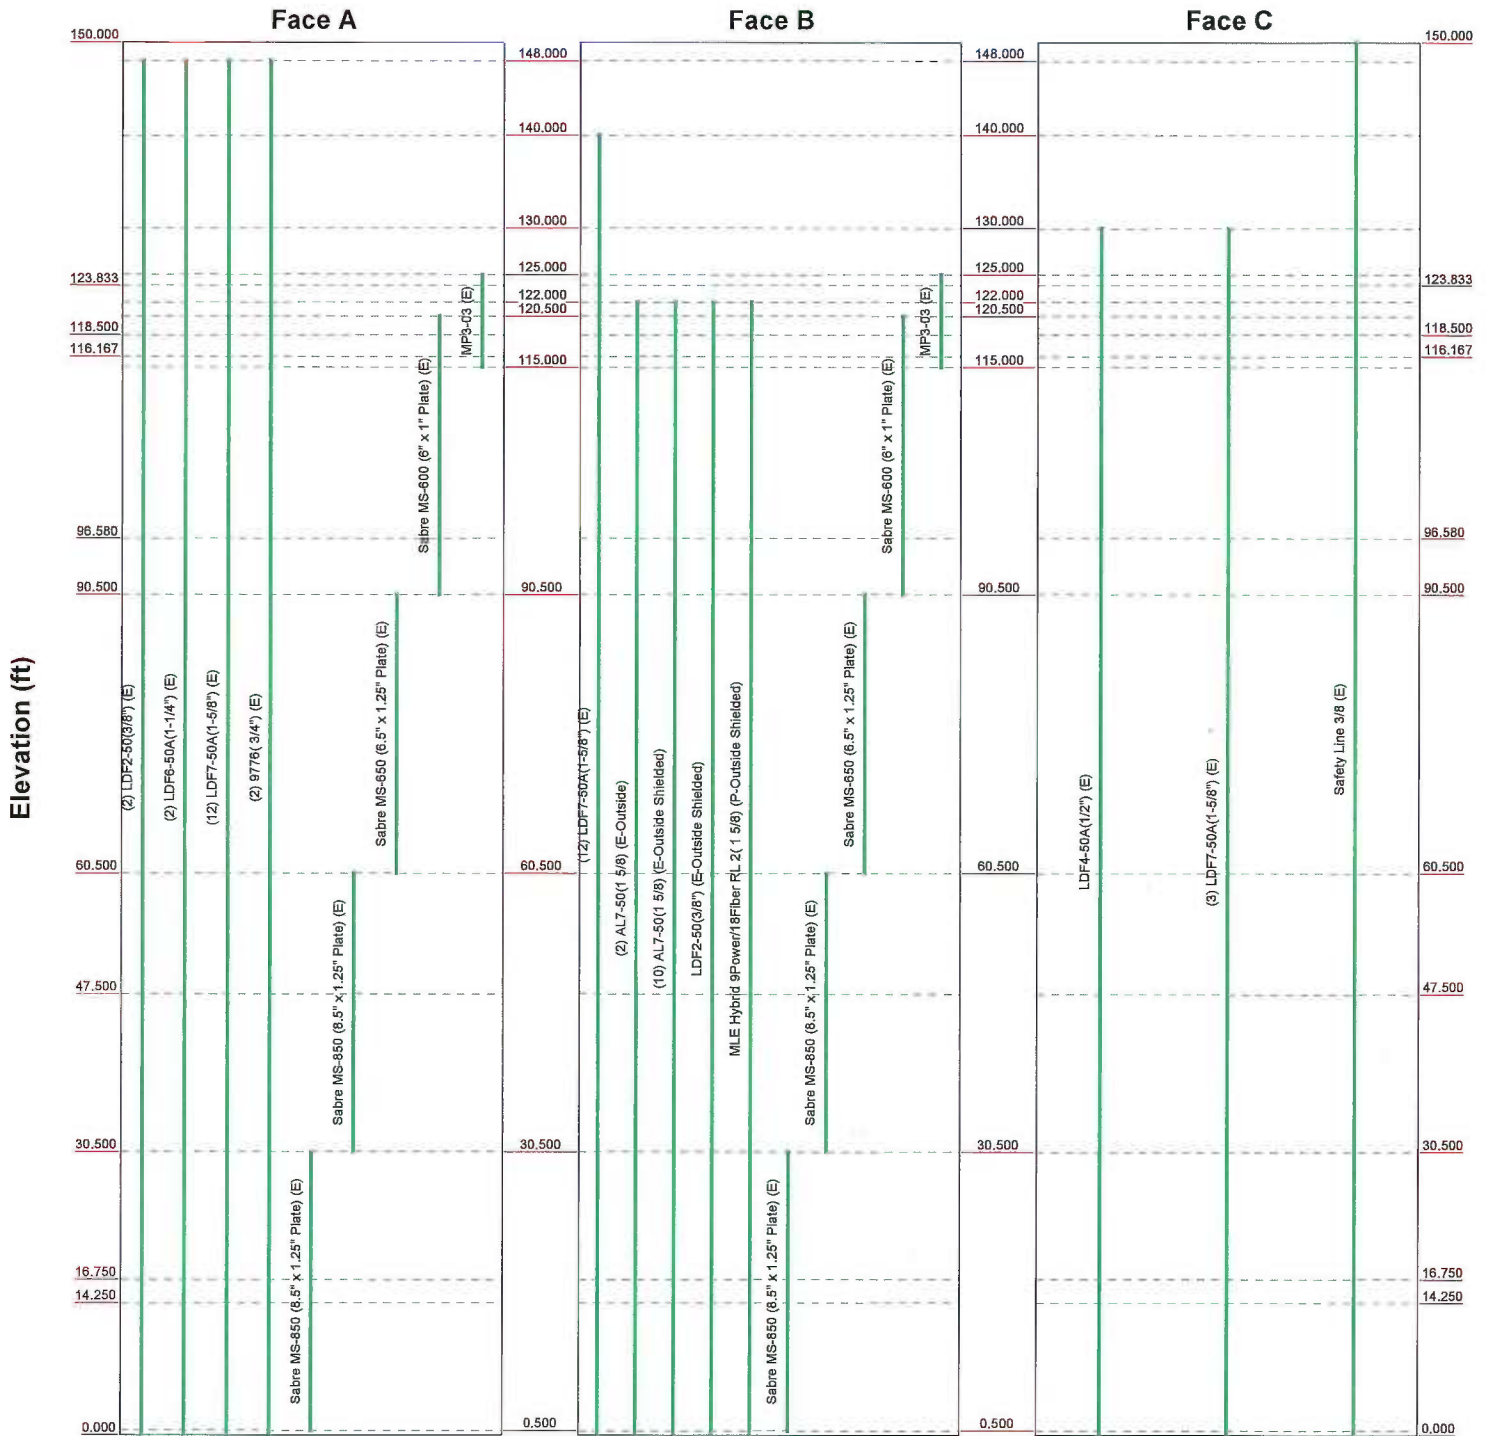 Face A
Face B
Face C
Elevation (ft)
150.000
123.833
118.500
116.167
96.580
90.500
60.500
47.500
30.500
16.750
14.250
0.000
(2) LDF2-50(3/8") (E)
(2) LDF6-50A(1-1/4") (E)
(12) LDF7-50A(1-5/8") (E)
(2) 9776( 3/4") (E)
Sabre MS-850 (8.5" x 1.25" Plate) (E)
Sabre MS-850 (8.5" x 1.25" Plate) (E)
Sabre MS-650 (6.5" x 1.25" Plate) (E)
Sabre MS-600 (6" x 1" Plate) (E)
MP3-03 (E)
148.000
140.000
130.000
125.000
122.000
120.500
115.000
90.500
60.500
30.500
0.500
(12) LDF7-50A(1-5/8") (E)
(2) AL7-50(1 5/8) (E-Outside)
(10) AL7-50(1 5/8) (E-Outside Shielded)
LDF2-50(3/8") (E-Outside Shielded)
MLE Hybrid 9Power/18Fiber RL 2( 1 5/8) (P-Outside Shielded)
Sabre MS-850 (8.5" x 1.25" Plate) (E)
Sabre MS-850 (8.5" x 1.25" Plate) (E)
Sabre MS-650 (6.5" x 1.25" Plate) (E)
Sabre MS-600 (6" x 1" Plate) (E)
MP3-03 (E)
148.000
140.000
130.000
125.000
122.000
120.500
115.000
90.500
60.500
30.500
0.500
LDF4-50A(1/2") (E)
(3) LDF7-50A(1-5/8") (E)
Safety Line 3/8 (E)
150.000
123.833
118.500
116.167
96.580
90.500
60.500
47.500
30.500
16.750
14.250
0.000